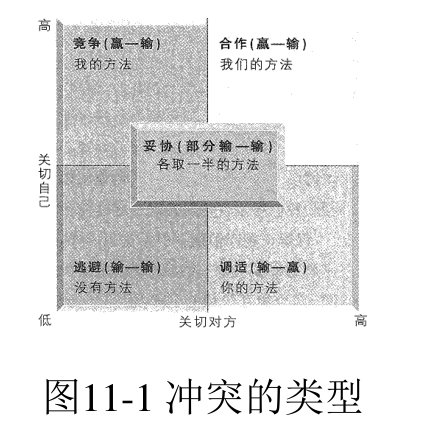 高
竞争(赢—输)
我的方法
合作(赢—输)
我们的方法
妥协(部分输—输)
各取一半的方法
关切自己
逃避(输—输)
没有方法
调适(输—赢)
你的方法
低
关切对方
高
图11-1 冲突的类型